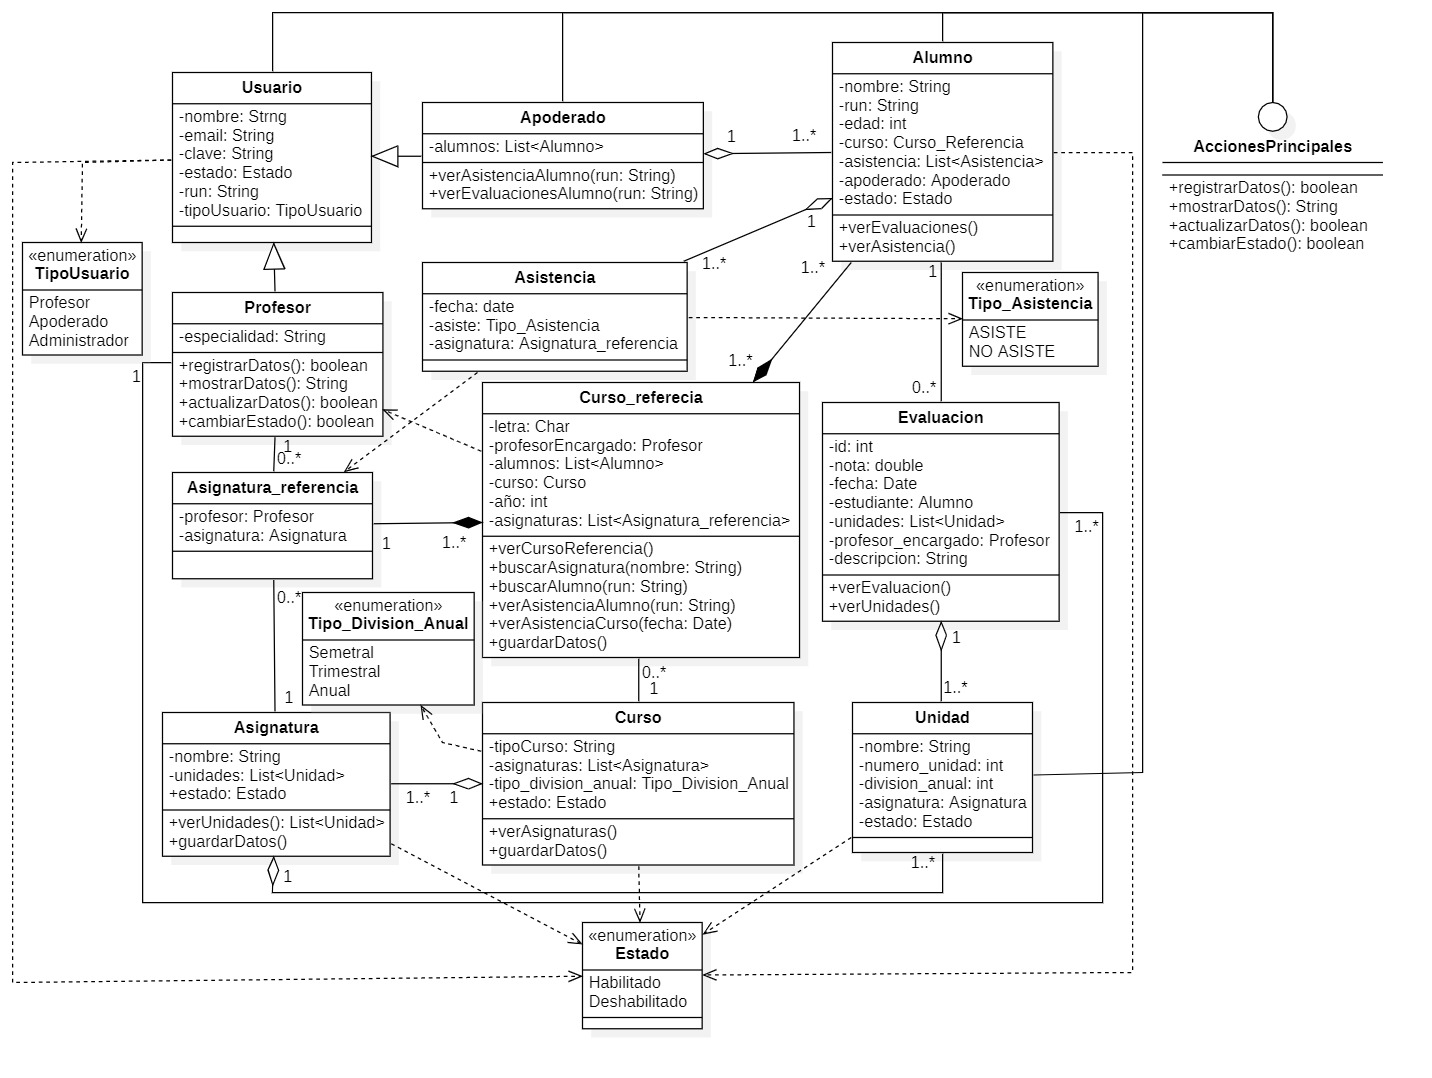 Usuario
-nombre: Strng
-email: String
-clave: String
-estado: Estado
-run: String
-tipoUsuario: TipoUsuario
Apoderado
-alumnos: List<Alumno>
+verAsistenciaAlumno(run: String)
+verEvaluacionesAlumno(run: String)
1
1..*
Alumno
-nombre: String
-run: String
-edad: int
-curso: Curso_Referencia
-asistencia: List<Asistencia>
-apoderado: Apoderado
-estado: Estado
+verEvaluaciones()
+verAsistencia()
AccionesPrincipales
+registrarDatos(): boolean
+mostrarDatos(): String
+actualizarDatos(): boolean
+cambiarEstado(): boolean
«enumeration»
TipoUsuario
Profesor
Apoderado
Administrador
1
Profesor
-especialidad: String
+registrarDatos(): boolean
+mostrarDatos(): String
+actualizarDatos(): boolean
+cambiarEstado(): boolean
1
0..*
Asistencia
-fecha: date
-asiste: Tipo_Asistencia
-asignatura: Asignatura_referencia
1..*
1
1..*
1..*
1
0..*
«enumeration»
Tipo_Asistencia
ASISTE
NO ASISTE
Asignatura_referencia
-profesor: Profesor
-asignatura: Asignatura
1
1..*
0..*
1
Curso_referecia
-letra: Char
-profesorEncargado: Profesor
-alumnos: List<Alumno>
-curso: Curso
-año: int
-asignaturas: List<Asignatura_referencia>
+verCursoReferencia()
+buscarAsignatura(nombre: String)
+buscarAlumno(run: String)
+verAsistenciaAlumno(run: String)
+verAsistenciaCurso(fecha: Date)
+guardarDatos()
0..*
1
Evaluacion
-id: int
-nota: double
-fecha: Date
-estudiante: Alumno
-unidades: List<Unidad>
-profesor_encargado: Profesor
-descripcion: String
+verEvaluacion()
+verUnidades()
1..*
1
1..*
«enumeration»
Tipo_Division_Anual
Semetral
Trimestral
Anual
Asignatura
-nombre: String
-unidades: List<Unidad>
+estado: Estado
+verUnidades(): List<Unidad>
+guardarDatos()
1..*
1
1
Curso
-tipoCurso: String
-asignaturas: List<Asignatura>
-tipo_division_anual: Tipo_Division_Anual
+estado: Estado
+verAsignaturas()
+guardarDatos()
Unidad
-nombre: String
-numero_unidad: int
-division_anual: int
-asignatura: Asignatura
-estado: Estado
1..*
«enumeration»
Estado
Habilitado
Deshabilitado